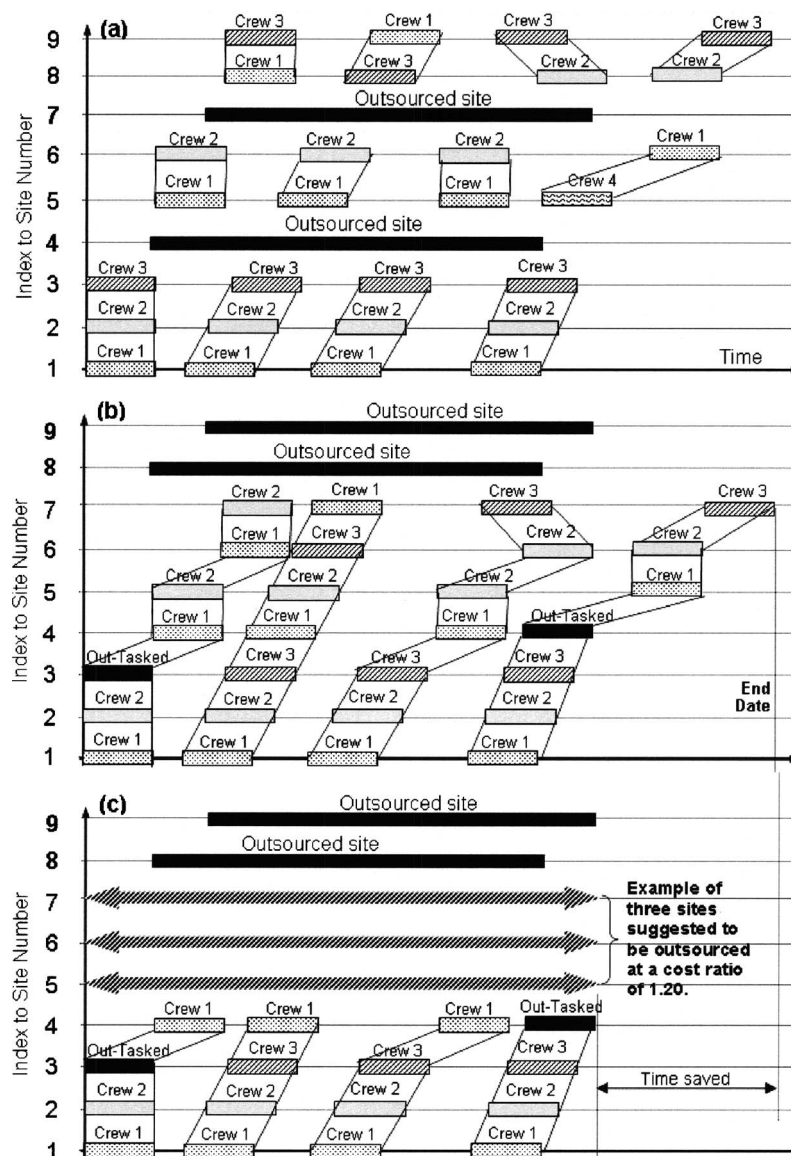 (a)
Index to Site Number
9
Crew 3
Crew 1
Crew 3
Crew 3
8
Crew 1
Crew 3
Crew 2
Crew 2
7
Outsourced site
6
Crew 2
Crew 2
Crew 2
Crew 1
5
Crew 1
Crew 1
Crew 1
Crew 4
4
Outsourced site
3
Crew 3
Crew 3
Crew 3
Crew 3
2
Crew 2
Crew 2
Crew 2
Crew 2
1
Crew 1
Crew 1
Crew 1
Crew 1
Time
(b)
Index to Site Number
9
Outsourced site
8
Outsourced site
7
Crew 2
Crew 1
Crew 3
Crew 3
6
Crew 1
Crew 3
Crew 2
Crew 2
5
Crew 2
Crew 2
Crew 2
Crew 1
4
Crew 1
Crew 1
Crew 1
Out-Tasked
3
Out-Tasked
Crew 3
Crew 3
Crew 3
2
Crew 2
Crew 2
Crew 2
Crew 2
1
Crew 1
Crew 1
Crew 1
Crew 1
End
Date
(c)
Index to Site Number
9
Outsourced site
8
Outsourced site
7
6
5
Example of
three sites
suggested to
be outsourced
at a cost ratio
of 1.20.
4
Crew 1
Crew 1
Crew 1
Out-Tasked
3
Out-Tasked
Crew 3
Crew 3
Crew 3
Time saved
2
Crew 2
Crew 2
Crew 2
Crew 2
1
Crew 1
Crew 1
Crew 1
Crew 1